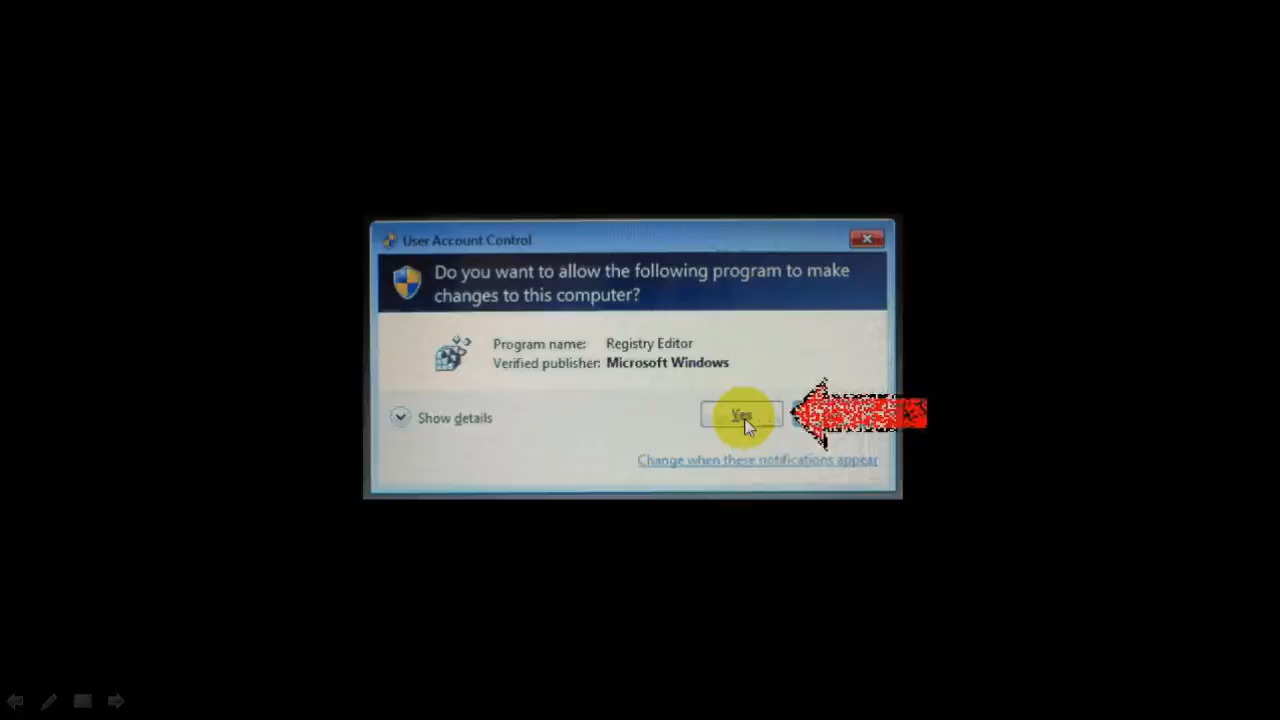 User Account Control
Do you want to allow the following program to make
changes to this computer?
Program name: Registry Editor
Verified publisher: Microsoft Windows
Show details
Yes
Change when these notifications appear